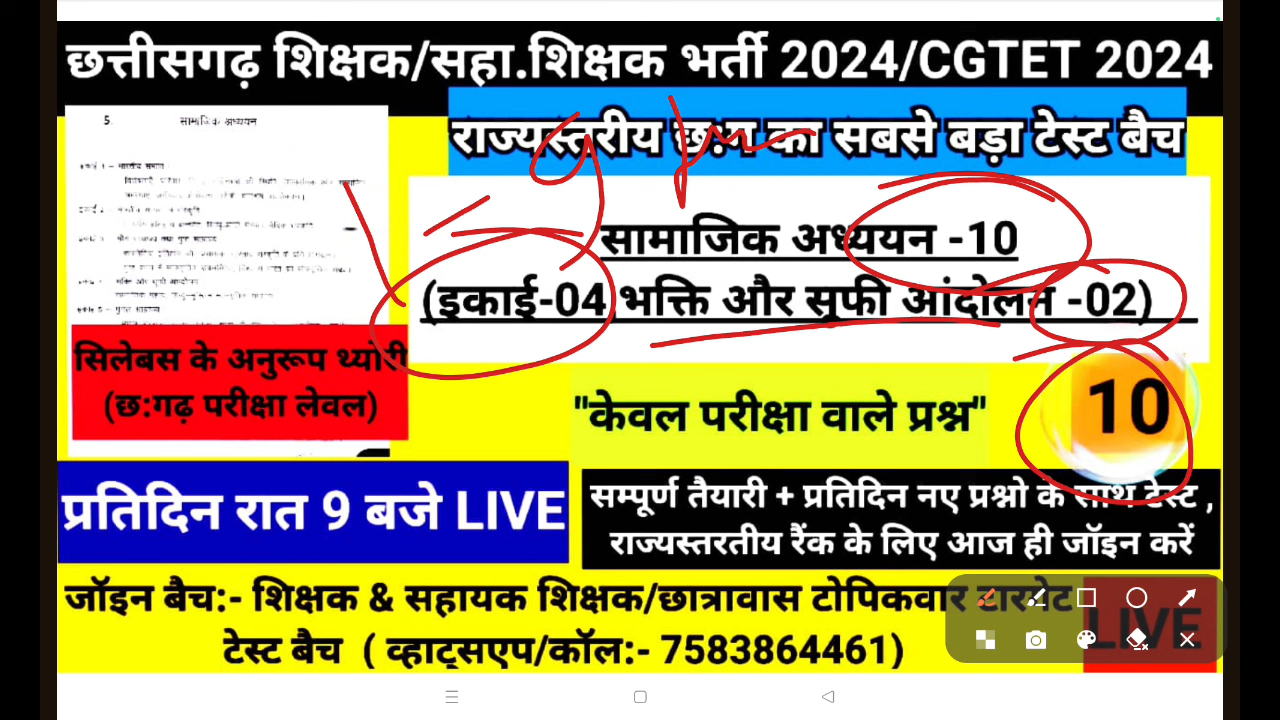 छत्तीसगढ़ शिक्षक/सहा.शिक्षक भर्ती 2024/CGTET 2024
राज्यस्तरीय छ:ग का सबसे बड़ा टेस्ट बैच
5. सामाजिक अध्ययन
सामाजिक अध्ययन -10
(इकाई-04 भक्ति और सूफी आंदोलन -02)
सिलेबस के अनुरूप थ्योरी
(छ:गढ़ परीक्षा लेवल)
"केवल परीक्षा वाले प्रश्न"
10
प्रतिदिन रात 9 बजे LIVE
सम्पूर्ण तैयारी + प्रतिदिन नए प्रश्नो के साथ टेस्ट ,
राज्यस्तरतीय रैंक के लिए आज ही जॉइन करें
जॉइन बैच:- शिक्षक & सहायक शिक्षक/छात्रावास टोपिकवार टारगेट
टेस्ट बैच ( व्हाट्सएप/कॉल:- 7583864461)
LIVE